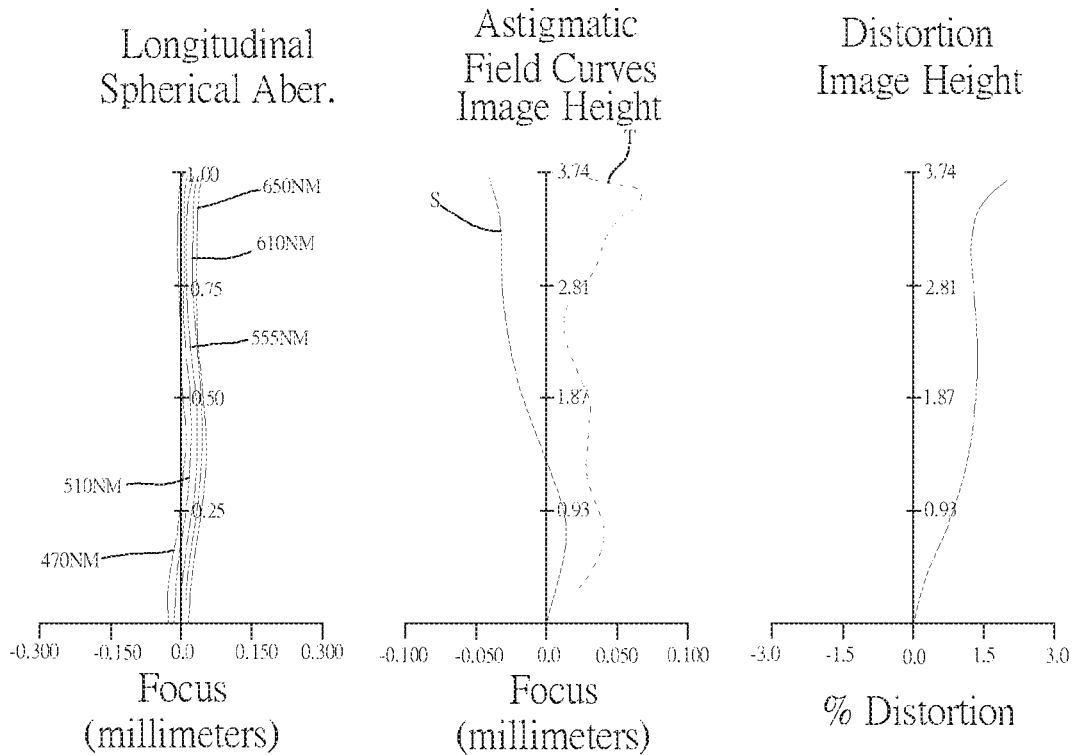 Longitudinal
Spherical Aber.
1.00
650NM
610NM
0.75
555NM
0.50
510NM
0.25
470NM
-0.300 -0.150 0.0 0.150 0.300
Focus
(millimeters)
Astigmatic
Field Curves
Image Height
T
3.74
S
2.81
1.87
0.93
-0.100 -0.050 0.0 0.050 0.100
Focus
(millimeters)
Distortion
Image Height
3.74
2.81
1.87
0.93
-3.0 -1.5 0.0 1.5 3.0
% Distortion